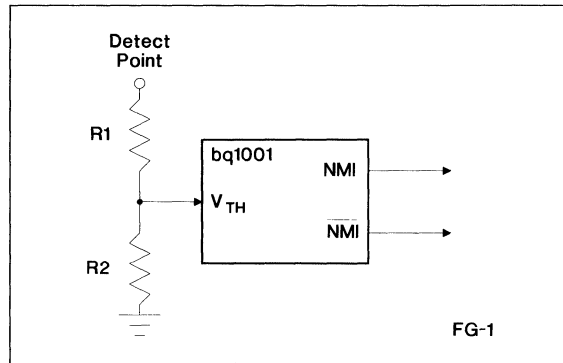 Detect
Point
R1
bq1001
NMI
V_TH
N̅M̅I̅
R2
FG-1